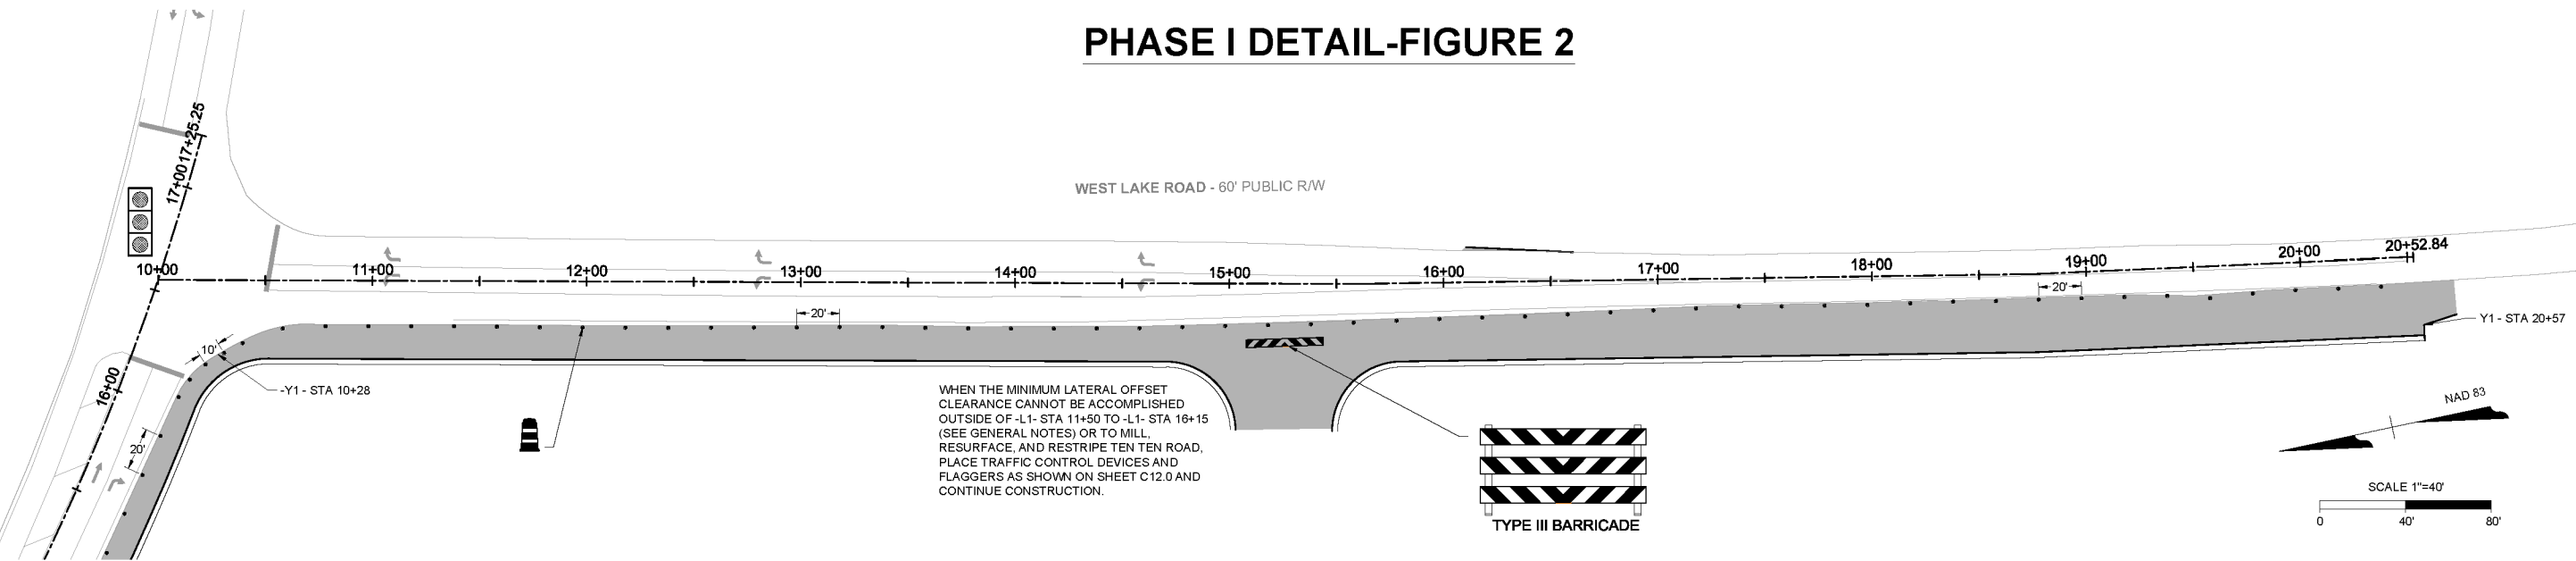 PHASE I DETAIL-FIGURE 2
17+25.25
17+00
WEST LAKE ROAD - 60' PUBLIC R/W
10+00
11+00
12+00
13+00
14+00
15+00
16+00
17+00
18+00
19+00
20+00
20+52.84
20'
20'
Y1 - STA 20+57
10'
-Y1 - STA 10+28
16+00
20'
WHEN THE MINIMUM LATERAL OFFSET
CLEARANCE CANNOT BE ACCOMPLISHED
OUTSIDE OF -L1- STA 11+50 TO -L1- STA 16+15
(SEE GENERAL NOTES) OR TO MILL,
RESURFACE, AND RESTRIPE TEN TEN ROAD,
PLACE TRAFFIC CONTROL DEVICES AND
FLAGGERS AS SHOWN ON SHEET C12.0 AND
CONTINUE CONSTRUCTION.
TYPE III BARRICADE
NAD 83
SCALE 1"=40'
0 40' 80'